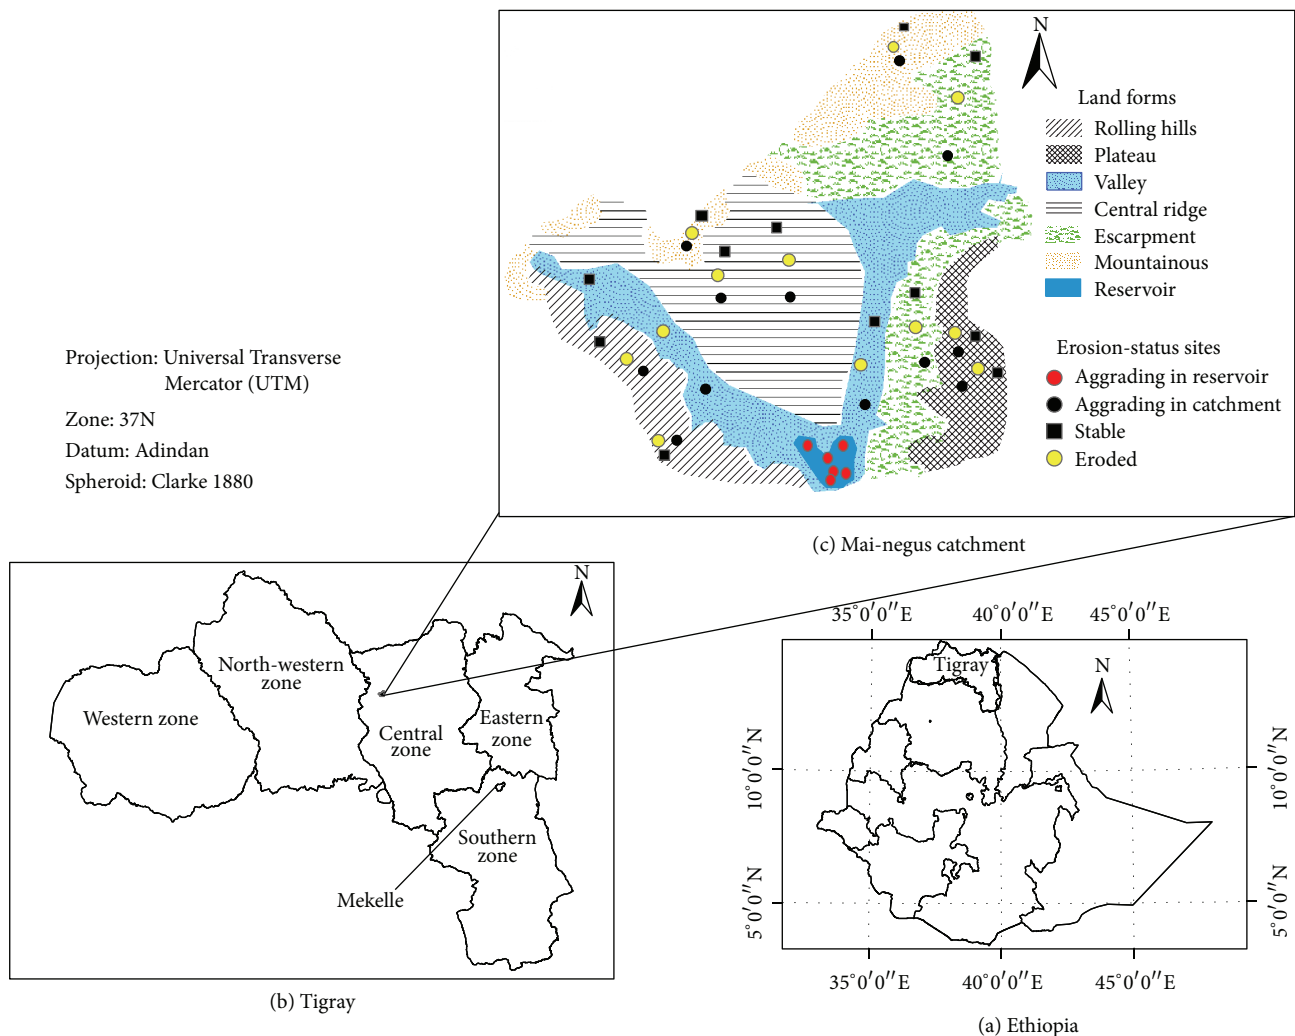 N
Land forms
Rolling hills
Plateau
Valley
Central ridge
Escarpment
Mountainous
Reservoir
Erosion-status sites
Aggrading in reservoir
Aggrading in catchment
Stable
Eroded
(c) Mai-negus catchment
Projection: Universal Transverse
Mercator (UTM)
Zone: 37N
Datum: Adindan
Spheroid: Clarke 1880
N
North-western
zone
Western zone
Central
zone
Eastern
zone
Southern
zone
Mekelle
(b) Tigray
35°0′0″E 40°0′0″E 45°0′0″E
Tigray
N
10°0′0″N
10°0′0″N
5°0′0″N
5°0′0″N
35°0′0″E 40°0′0″E 45°0′0″E
(a) Ethiopia